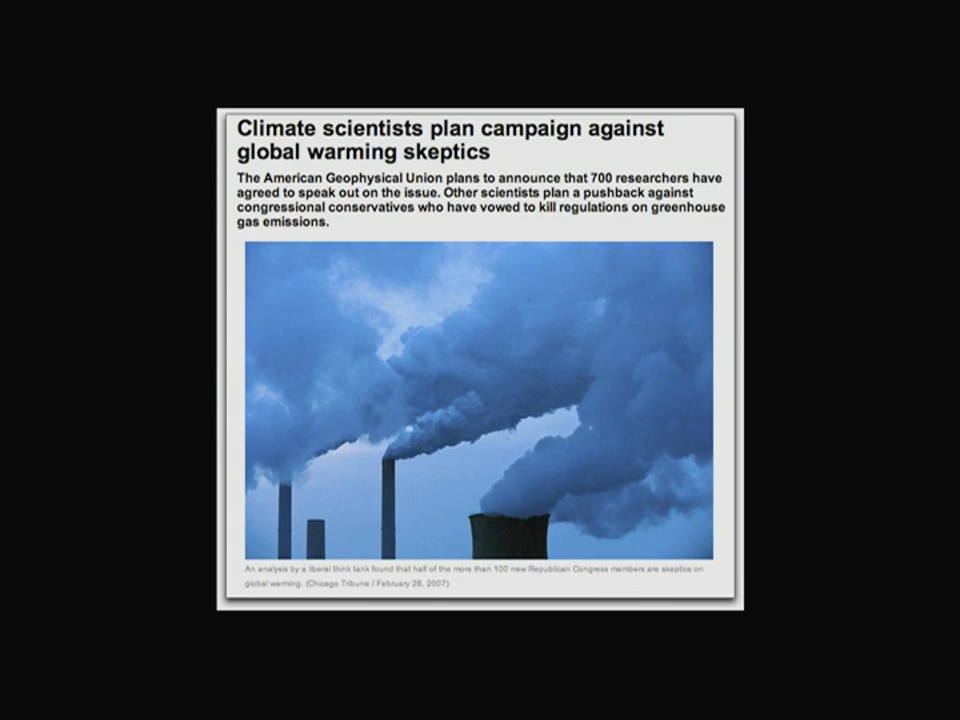 Climate scientists plan campaign against
global warming skeptics
The American Geophysical Union plans to announce that 700 researchers have
agreed to speak out on the issue. Other scientists plan a pushback against
congressional conservatives who have vowed to kill regulations on greenhouse
gas emissions.
An analysis by a liberal think tank found that half of the more than 100 new Republican Congress members are skeptics on
global warming. (Chicago Tribune / February 28, 2007)